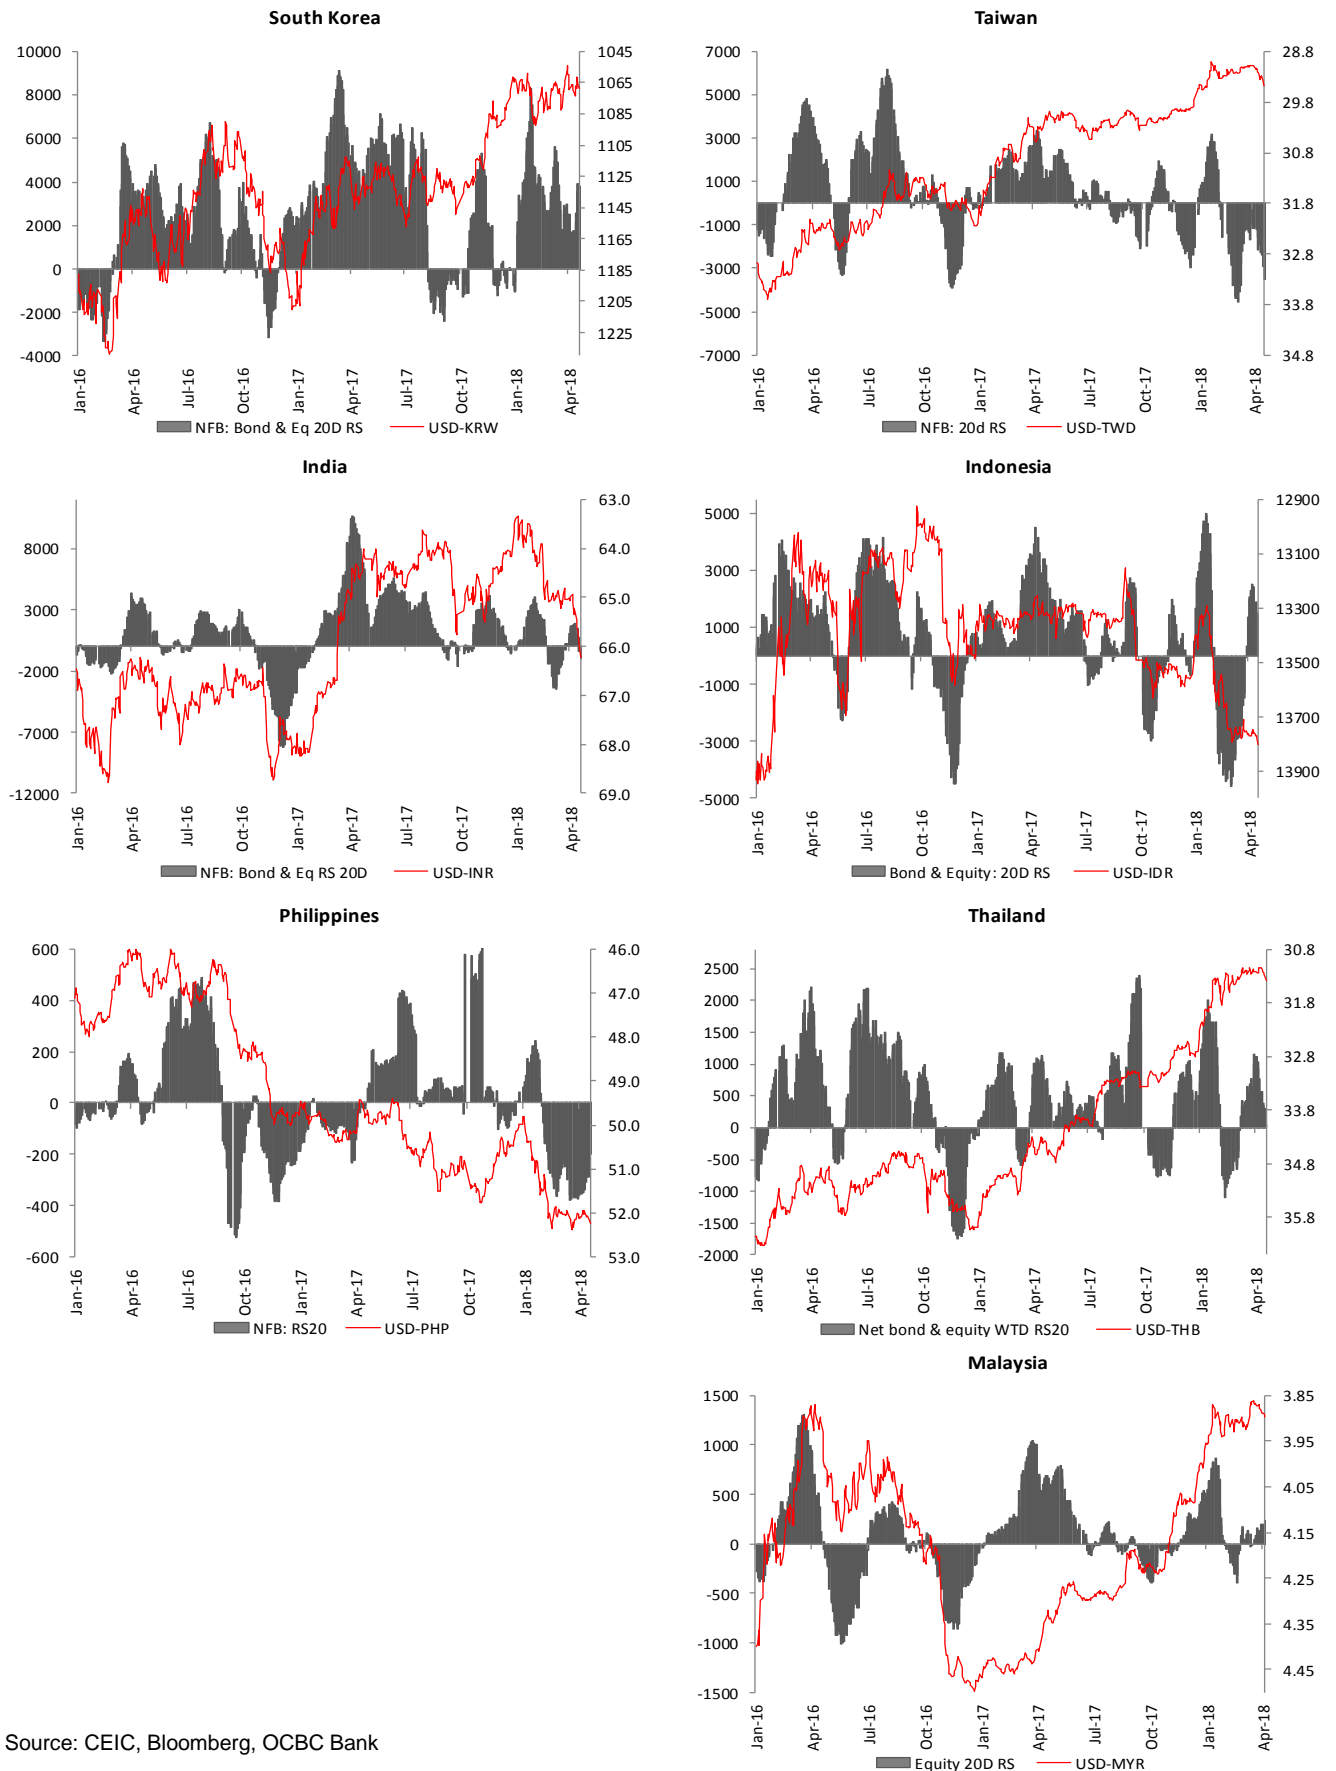 South Korea
10000
8000
6000
4000
2000
0
-2000
-4000
1045
1065
1085
1105
1125
1145
1165
1185
1205
1225
Jan-16
Apr-16
Jul-16
Oct-16
Jan-17
Apr-17
Jul-17
Oct-17
Jan-18
Apr-18
NFB: Bond & Eq 20D RS
USD-KRW
Taiwan
7000
5000
3000
1000
-1000
-3000
-5000
-7000
28.8
29.8
30.8
31.8
32.8
33.8
34.8
Jan-16
Apr-16
Jul-16
Oct-16
Jan-17
Apr-17
Jul-17
Oct-17
Jan-18
Apr-18
NFB: 20d RS
USD-TWD
India
8000
3000
-2000
-7000
-12000
63.0
64.0
65.0
66.0
67.0
68.0
69.0
Jan-16
Apr-16
Jul-16
Oct-16
Jan-17
Apr-17
Jul-17
Oct-17
Jan-18
Apr-18
NFB: Bond & Eq RS 20D
USD-INR
Indonesia
5000
3000
1000
-1000
-3000
-5000
12900
13100
13300
13500
13700
13900
Jan-16
Apr-16
Jul-16
Oct-16
Jan-17
Apr-17
Jul-17
Oct-17
Jan-18
Apr-18
Bond & Equity: 20D RS
USD-IDR
Philippines
600
400
200
0
-200
-400
-600
46.0
47.0
48.0
49.0
50.0
51.0
52.0
53.0
Jan-16
Apr-16
Jul-16
Oct-16
Jan-17
Apr-17
Jul-17
Oct-17
Jan-18
Apr-18
NFB: RS20
USD-PHP
Thailand
2500
2000
1500
1000
500
0
-500
-1000
-1500
-2000
30.8
31.8
32.8
33.8
34.8
35.8
Jan-16
Apr-16
Jul-16
Oct-16
Jan-17
Apr-17
Jul-17
Oct-17
Jan-18
Apr-18
Net bond & equity WTD RS20
USD-THB
Malaysia
1500
1000
500
0
-500
-1000
-1500
3.85
3.95
4.05
4.15
4.25
4.35
4.45
Jan-16
Apr-16
Jul-16
Oct-16
Jan-17
Apr-17
Jul-17
Oct-17
Jan-18
Apr-18
Equity 20D RS
USD-MYR
Source: CEIC, Bloomberg, OCBC Bank